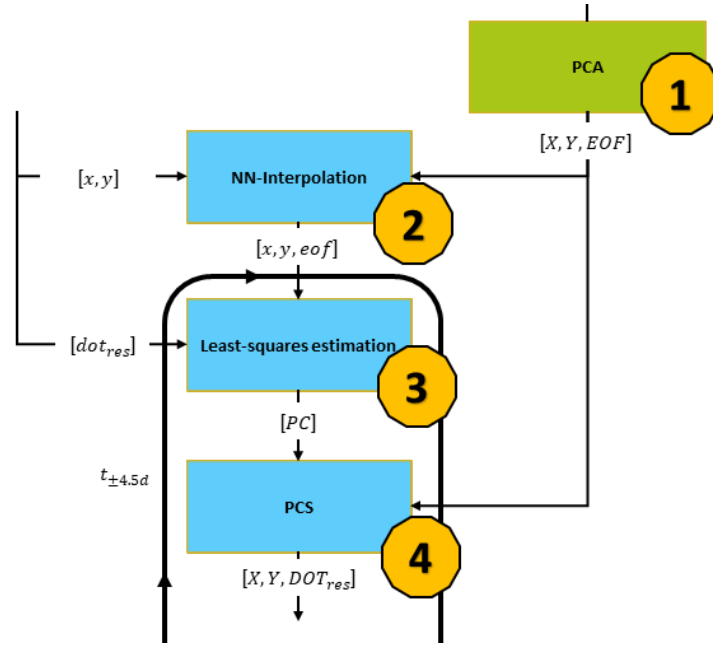 PCA
1
[X, Y, EOF]
[x, y]
NN-Interpolation
2
[x, y, eof]
[dot_res]
Least-squares estimation
3
[PC]
t_±4.5d
PCS
4
[X, Y, DOT_res]